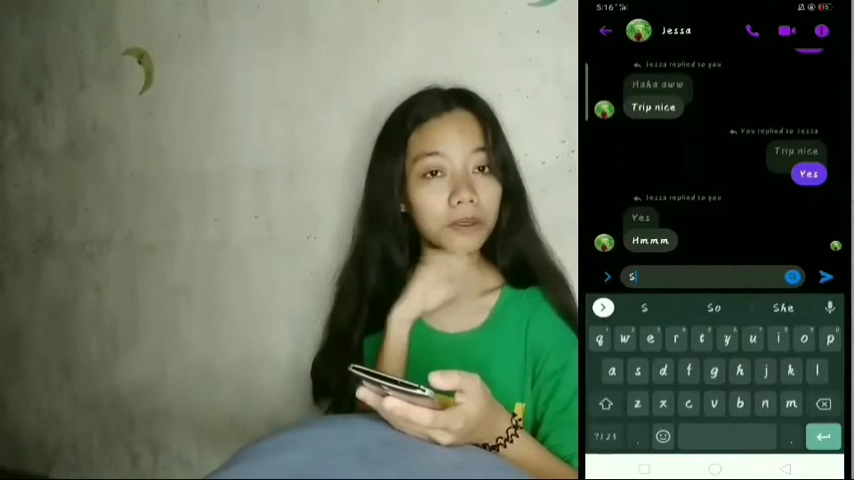 5:16
Jessa
Jessa replied to you
Haha aww
Trip nice
You replied to Jessa
Trip nice
Yes
Jessa replied to you
Yes
Hmmm
S
S So She
q w e r t y u i o p
a s d f g h j k l
z x c v b n m
?123 , .